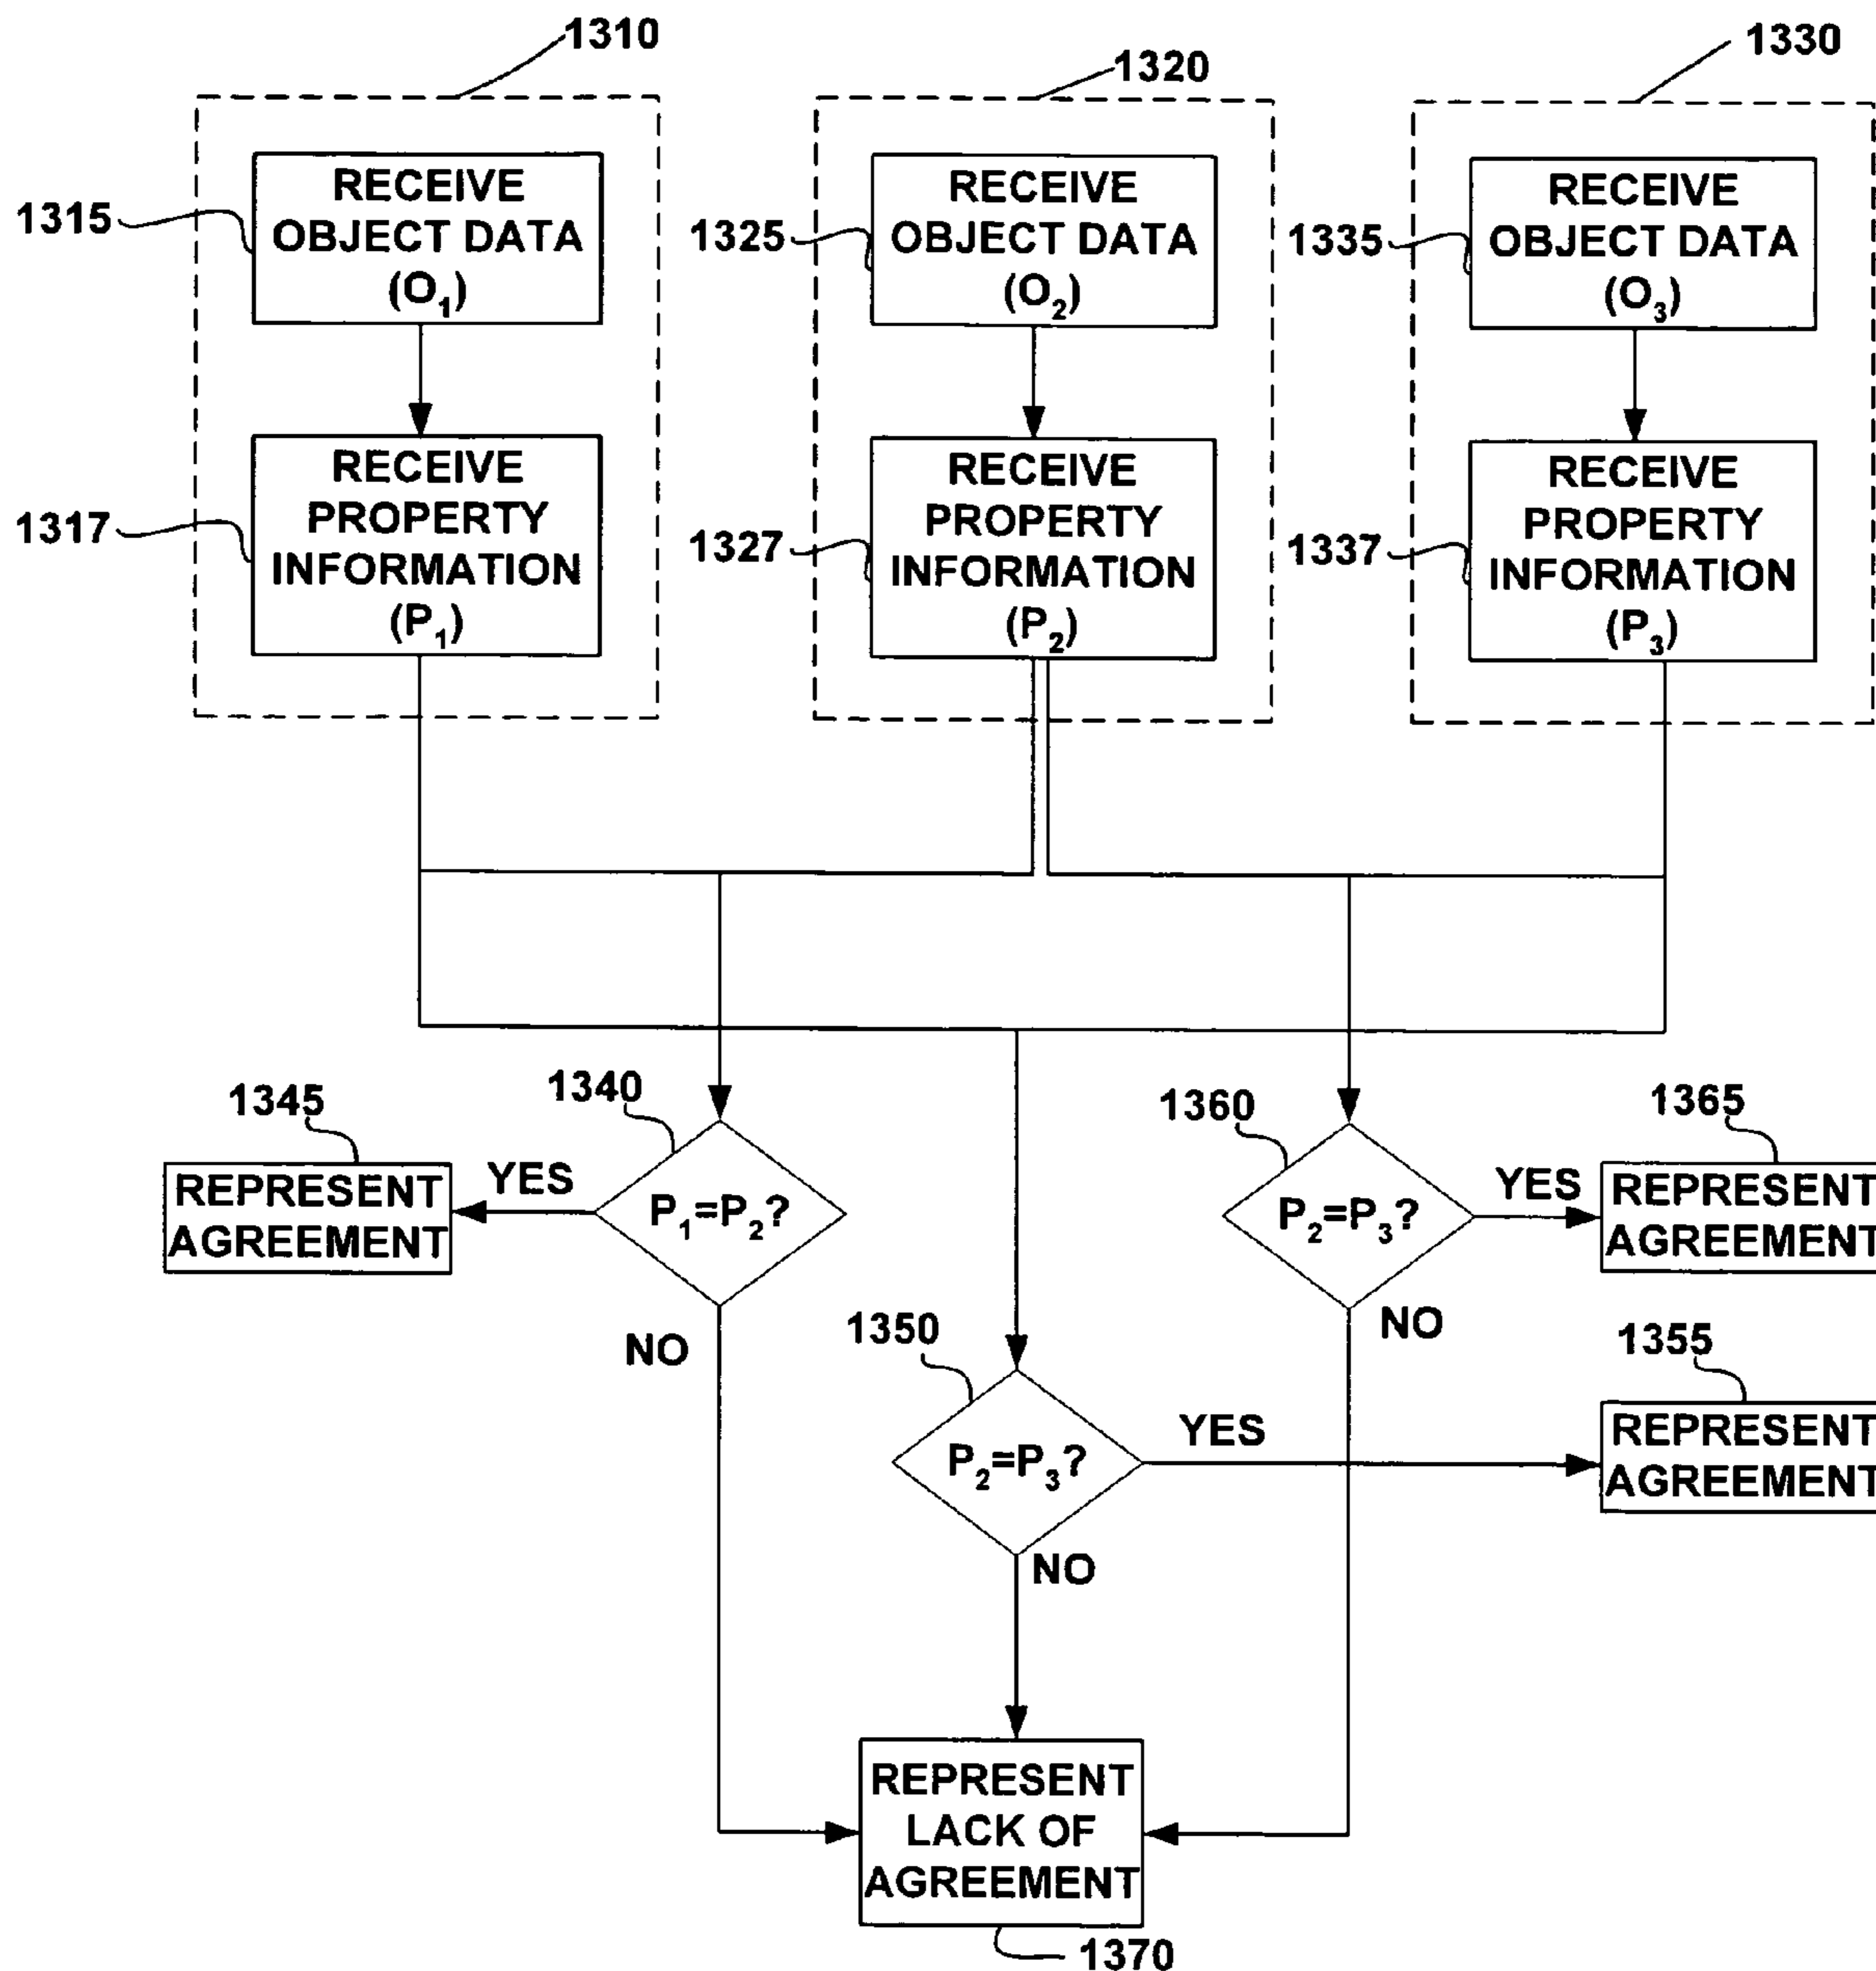 1310
1320
1330
RECEIVE
OBJECT DATA
(O1)
1315
RECEIVE
OBJECT DATA
(O2)
1325
RECEIVE
OBJECT DATA
(O3)
1335
RECEIVE
PROPERTY
INFORMATION
(P1)
1317
RECEIVE
PROPERTY
INFORMATION
(P2)
1327
RECEIVE
PROPERTY
INFORMATION
(P3)
1337
1345
1340
1360
1365
REPRESENT
AGREEMENT
YES
P1=P2?
P2=P3?
YES
REPRESENT
AGREEMENT
NO
1350
NO
1355
P2=P3?
YES
REPRESENT
AGREEMENT
NO
REPRESENT
LACK OF
AGREEMENT
1370